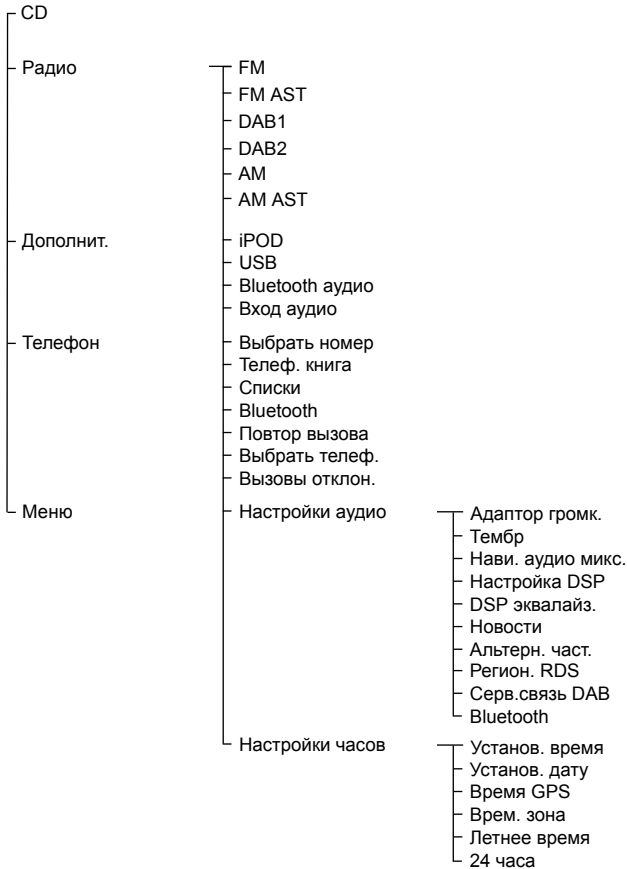 CD
Радио
FM
FM AST
DAB1
DAB2
AM
AM AST
Дополнит.
iPOD
USB
Bluetooth аудио
Вход аудио
Телефон
Выбрать номер
Телеф. книга
Списки
Bluetooth
Повтор вызова
Выбрать телеф.
Вызовы отклон.
Меню
Настройки аудио
Адаптор громк.
Тембр
Нави. аудио микс.
Настройка DSP
DSP эквалайз.
Новости
Альтерн. част.
Регион. RDS
Серв.связь DAB
Bluetooth
Настройки часов
Установ. время
Установ. дату
Время GPS
Врем. зона
Летнее время
24 часа